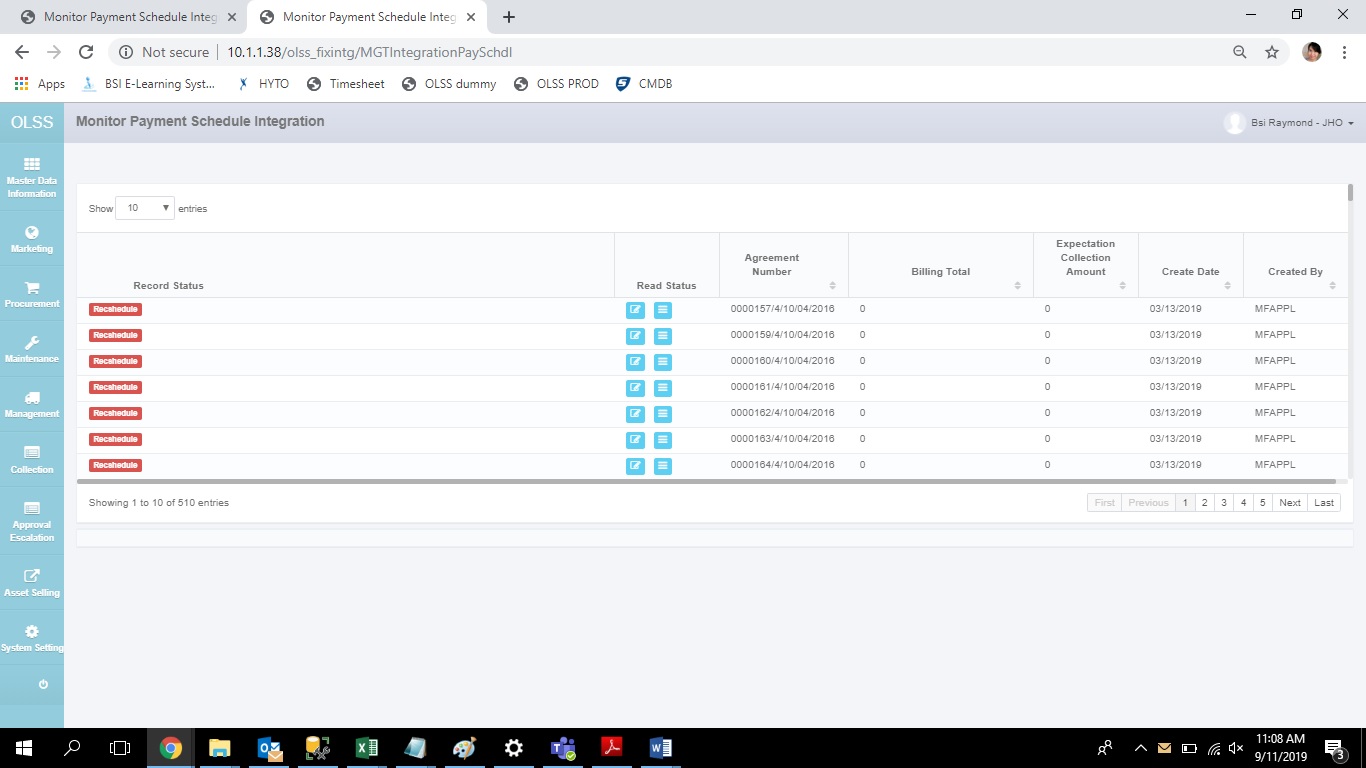 Monitor Payment Schedule Integ
Monitor Payment Schedule Integ
Not secure 10.1.1.38/olss_fixintg/MGTIntegrationPaySchdl
Apps BSI E-Learning Syst... HYTO Timesheet OLSS dummy OLSS PROD CMDB
OLSS
Monitor Payment Schedule Integration
Bsi Raymond - JHO
Master Data
Information
Marketing
Procurement
Maintenance
Management
Collection
Approval
Escalation
Asset Selling
System Setting
Show 10 entries
Record Status Read Status Agreement Number Billing Total Expectation Collection Amount Create Date Created By
Recshedule 0000157/4/10/04/2016 0 0 03/13/2019 MFAPPL
Recshedule 0000159/4/10/04/2016 0 0 03/13/2019 MFAPPL
Recshedule 0000160/4/10/04/2016 0 0 03/13/2019 MFAPPL
Recshedule 0000161/4/10/04/2016 0 0 03/13/2019 MFAPPL
Recshedule 0000162/4/10/04/2016 0 0 03/13/2019 MFAPPL
Recshedule 0000163/4/10/04/2016 0 0 03/13/2019 MFAPPL
Recshedule 0000164/4/10/04/2016 0 0 03/13/2019 MFAPPL
Showing 1 to 10 of 510 entries
First Previous 1 2 3 4 5 Next Last
11:08 AM
9/11/2019
3